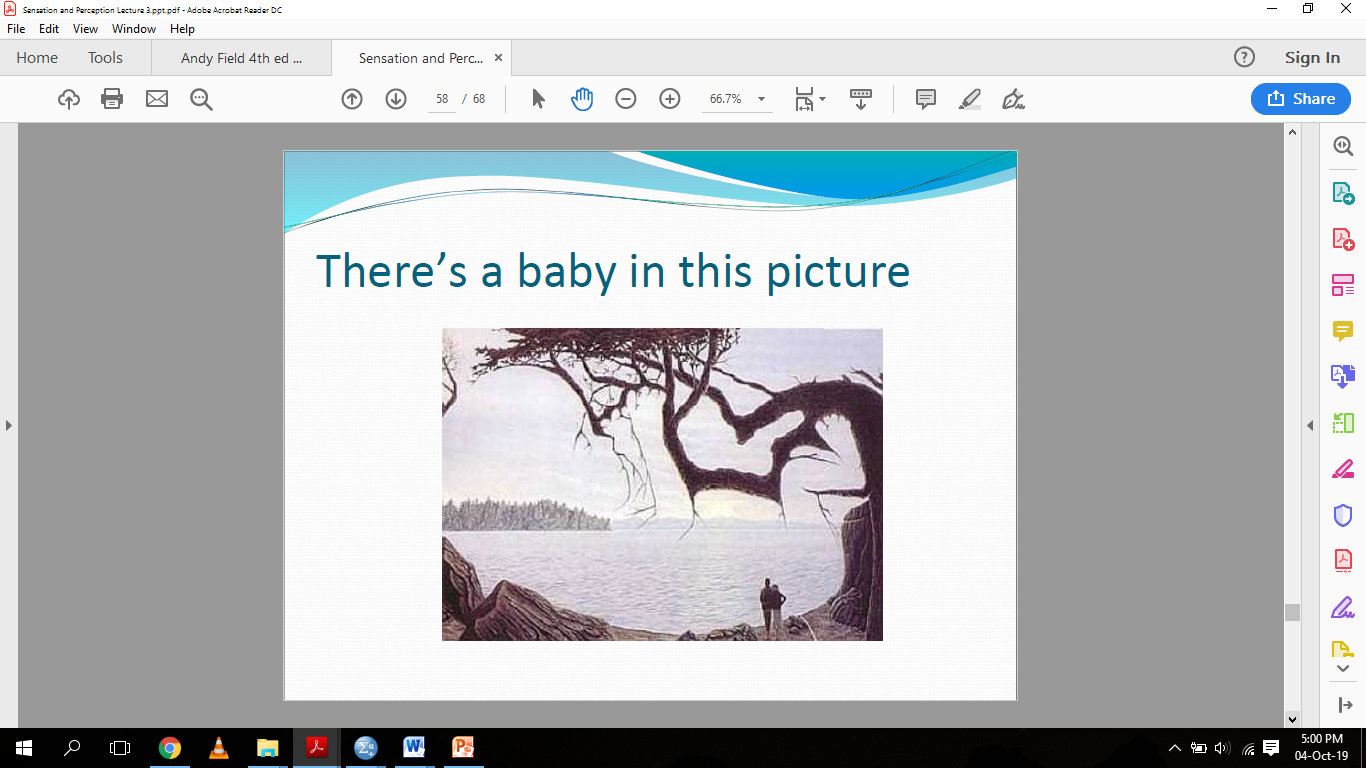 Sensation and Perception Lecture 3.ppt.pdf - Adobe Acrobat Reader DC
File Edit View Window Help
Home Tools Andy Field 4th ed ... Sensation and Perc... Sign In
58 / 68 66.7% Share
There’s a baby in this picture
5:00 PM
04-Oct-19